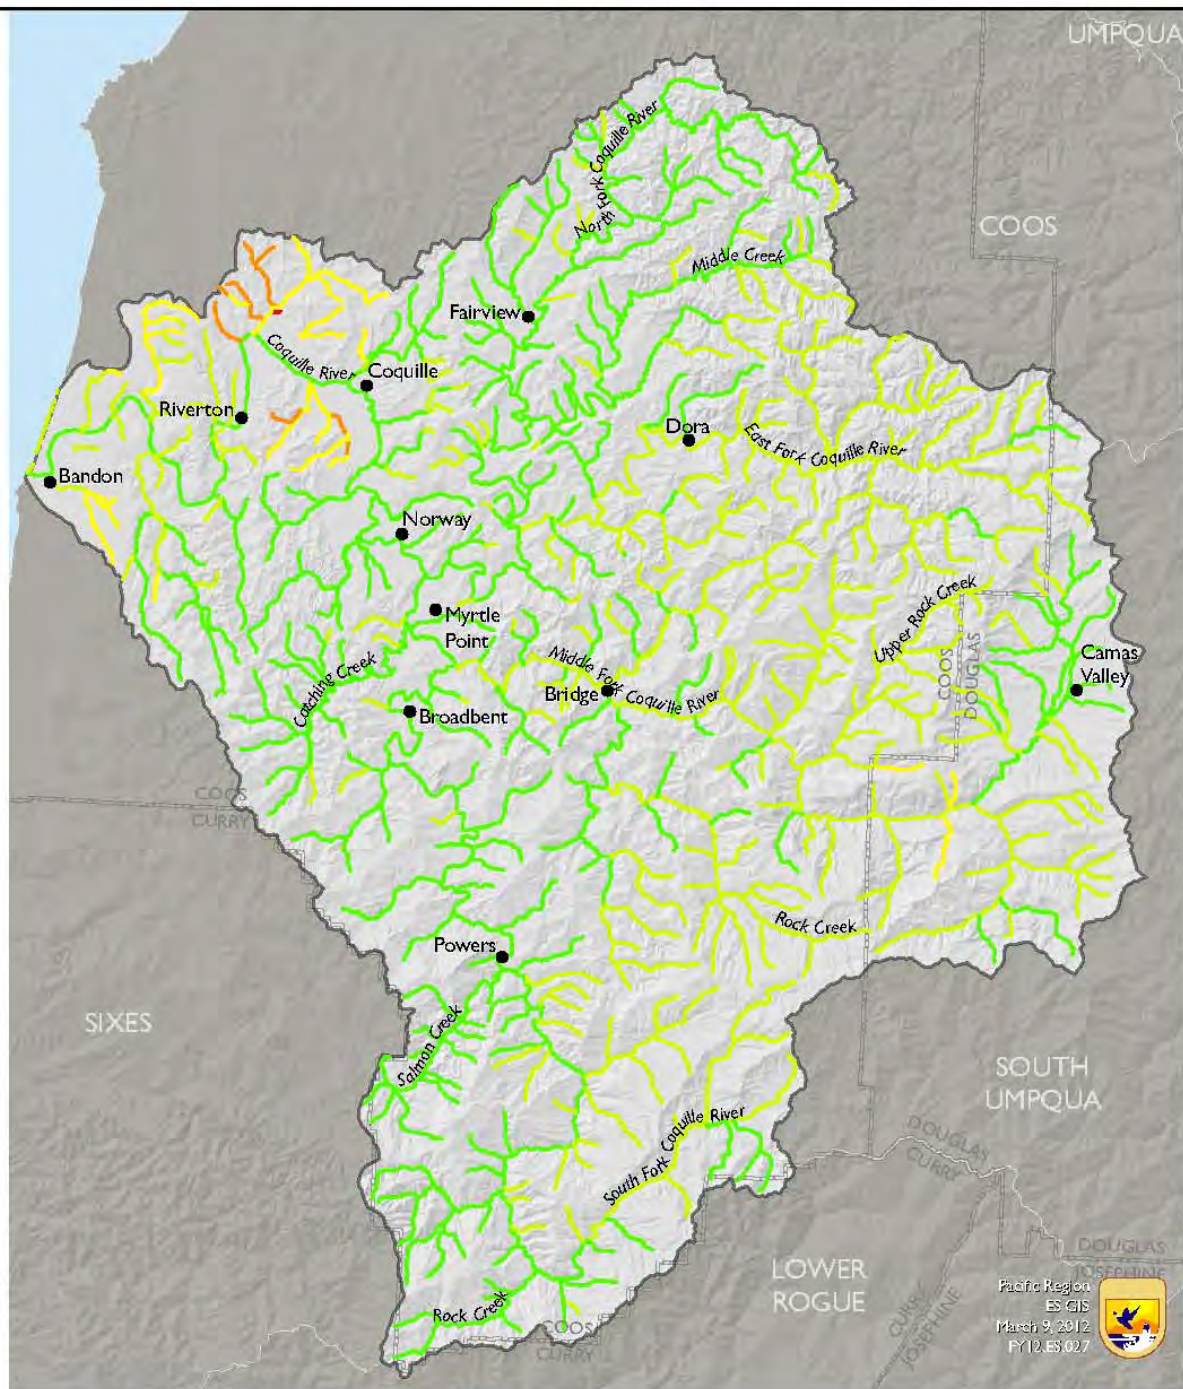 UMPQUA
COOS
North Fork Coquille River
Middle Creek
Fairview
Coquille River
Coquille
Riverton
Dora
East Fork Coquille River
Bandon
Norway
Upper Rock Creek
Myrtle
Point
COOS
DOUGLAS
Camas
Valley
Catching Creek
Middle Fork Coquille River
Bridge
Broadbent
COOS
CURRY
Rock Creek
Powers
SIXES
Salmon Creek
SOUTH
UMPQUA
South Fork Coquille River
DOUGLAS
CURRY
DOUGLAS
JOSEPHINE
LOWER
ROGUE
Rock Creek
COOS
CURRY
CURRY
JOSEPHINE
Pacific Region
ES GIS
March 9, 2012
FY12.ES.027